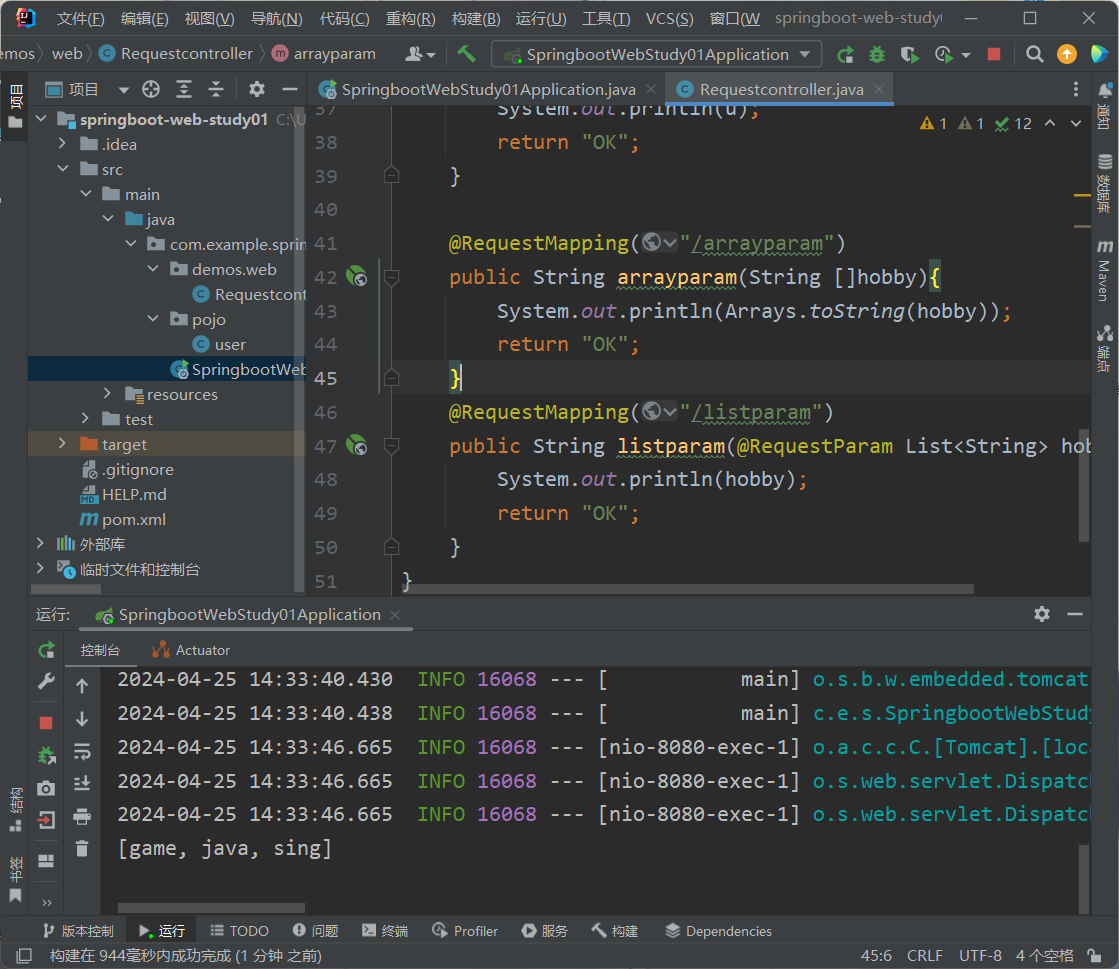 文件(F) 编辑(E) 视图(V) 导航(N) 代码(C) 重构(R) 构建(B) 运行(U) 工具(T) VCS(S) 窗口(W springboot-web-study
emos web Requestcontroller arrayparam SpringbootWebStudy01Application
项目 SpringbootWebStudy01Application.java Requestcontroller.java
项目
springboot-web-study01 C:\U
.idea
src
main
java
com.example.sprin
demos.web
Requestcont
pojo
user
SpringbootWeb
resources
test
target
.gitignore
HELP.md
pom.xml
外部库
临时文件和控制台
1 1 12
37 System.out.println(u);
38 return "OK";
39 }
40
41 @RequestMapping("/arrayparam")
42 public String arrayparam(String []hobby){
43 System.out.println(Arrays.toString(hobby));
44 return "OK";
45 }
46 @RequestMapping("/listparam")
47 public String listparam(@RequestParam List<String> hob
48 System.out.println(hobby);
49 return "OK";
50 }
51 }
通知
数据库
Maven
端点
运行: SpringbootWebStudy01Application
控制台 Actuator
2024-04-25 14:33:40.430 INFO 16068 --- [           main] o.s.b.w.embedded.tomcat
2024-04-25 14:33:40.438 INFO 16068 --- [           main] c.e.s.SpringbootWebStudy
2024-04-25 14:33:46.665 INFO 16068 --- [nio-8080-exec-1] o.a.c.c.C.[Tomcat].[loc
2024-04-25 14:33:46.665 INFO 16068 --- [nio-8080-exec-1] o.s.web.servlet.Dispatc
2024-04-25 14:33:46.665 INFO 16068 --- [nio-8080-exec-1] o.s.web.servlet.Dispatc
[game, java, sing]
结构
书签
版本控制 运行 TODO 问题 终端 Profiler 服务 构建 Dependencies
构建在 944毫秒内成功完成 (1 分钟 之前) 45:6 CRLF UTF-8 4 个空格